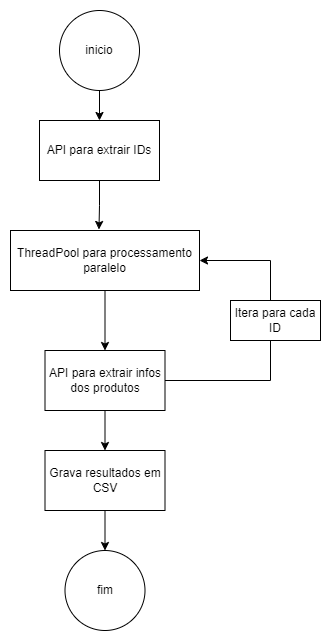 inicio
API para extrair IDs
ThreadPool para processamento
paralelo
Itera para cada
ID
API para extrair infos
dos produtos
Grava resultados em
CSV
fim